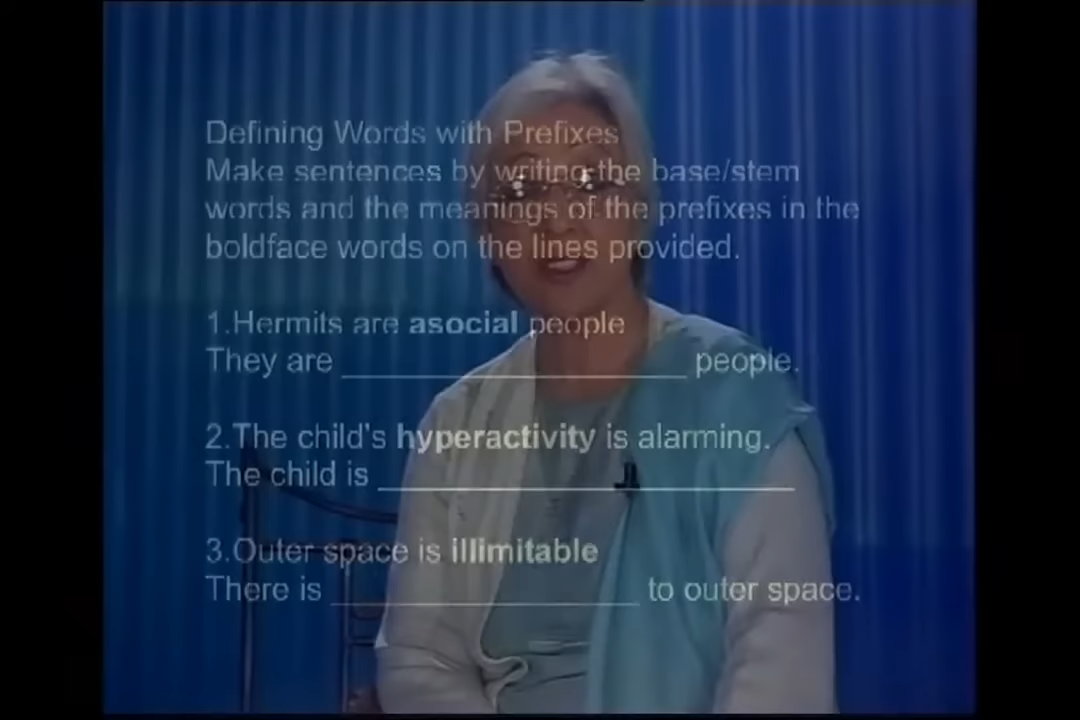 Defining Words with Prefixes
Make sentences by writing the base/stem
words and the meanings of the prefixes in the
boldface words on the lines provided.
1.Hermits are asocial people
They are ____________________ people.
2.The child's hyperactivity is alarming.
The child is ________________________
3.Outer space is illimitable
There is __________________ to outer space.